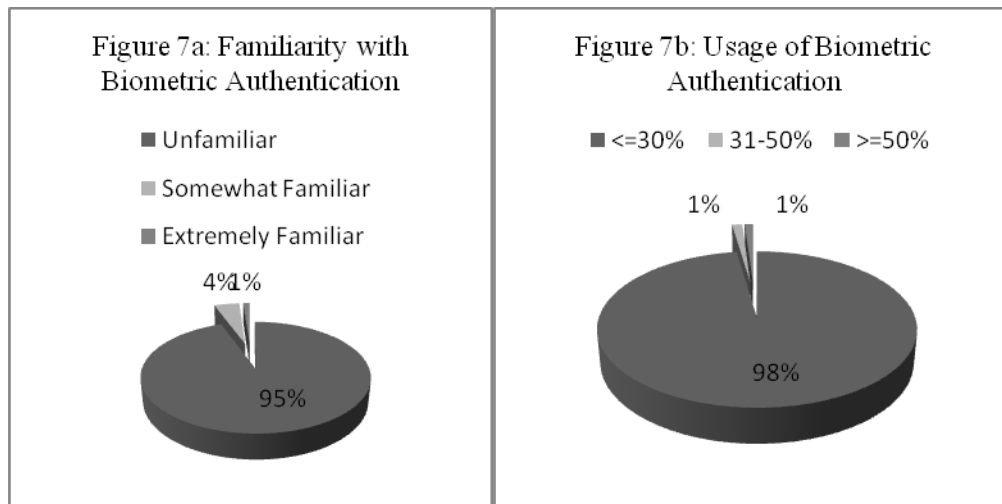 Figure 7a: Familiarity with
Biometric Authentication
Unfamiliar
Somewhat Familiar
Extremely Familiar
4%
1%
95%
Figure 7b: Usage of Biometric
Authentication
<=30% 31-50% >=50%
1% 1%
98%